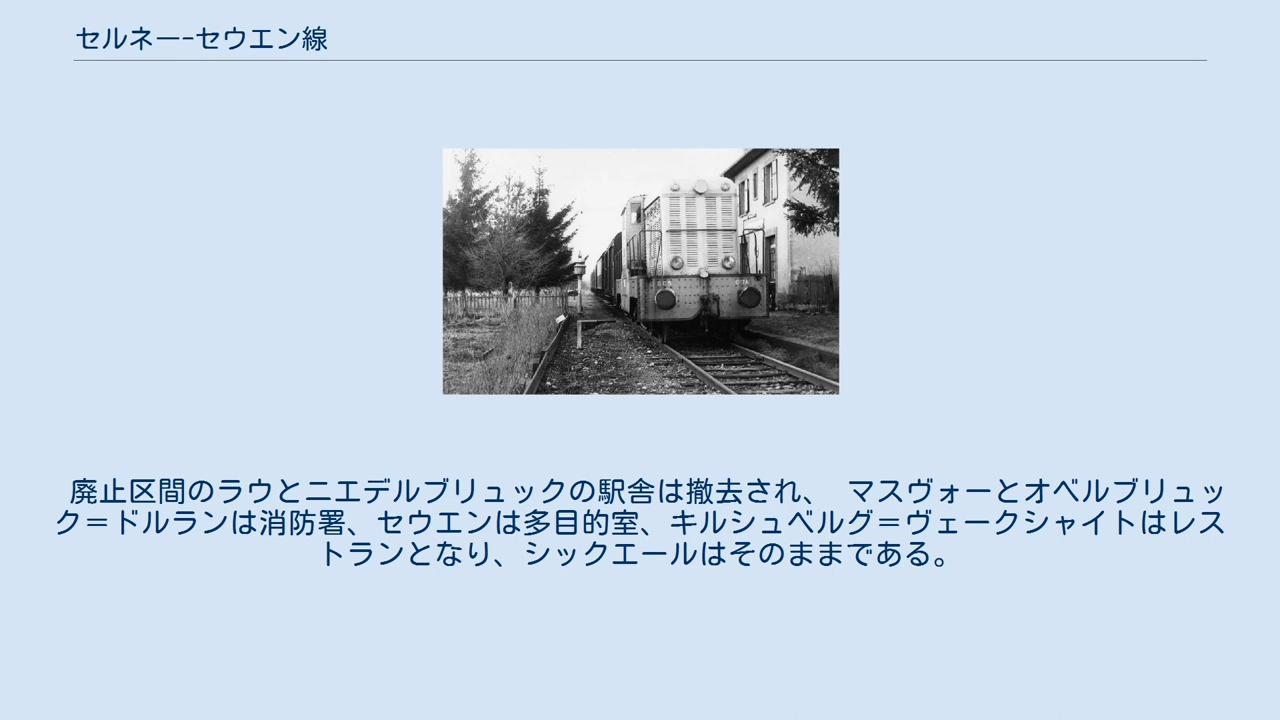 セルネー-セウエン線
廃止区間のラウとニエデルブリュックの駅舎は撤去され、 マスヴォーとオベルブリュッ
ク＝ドルランは消防署、セウエンは多目的室、キルシュベルグ＝ヴェークシャイトはレス
トランとなり、シックエールはそのままである。